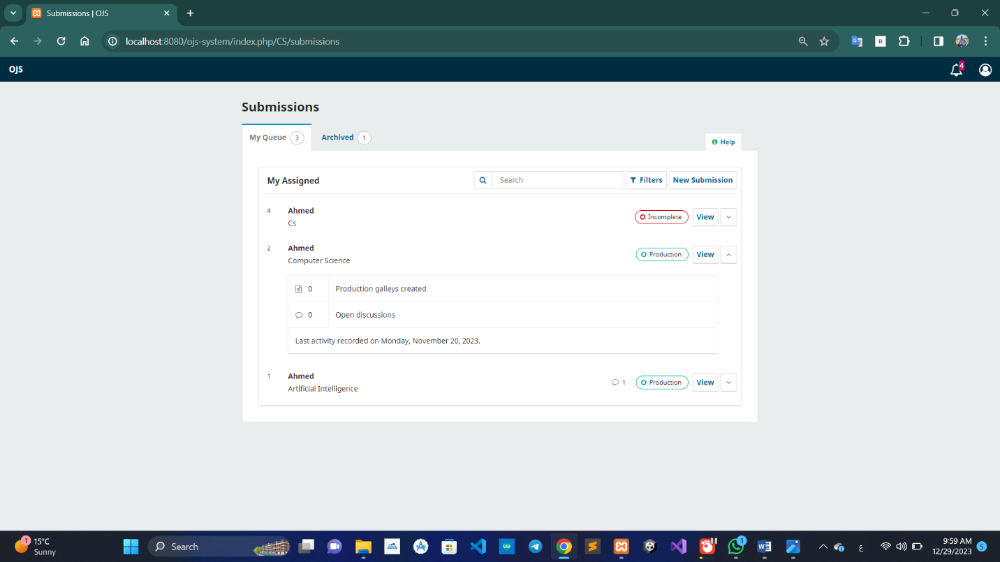 Submissions | OJS
localhost:8080/ojs-system/index.php/CS/submissions
OJS
4
Submissions
My Queue 3
Archived 1
Help
My Assigned
Search
Filters
New Submission
4 Ahmed
Cs
Incomplete
View
2 Ahmed
Computer Science
Production
View
0 Production galleys created
0 Open discussions
Last activity recorded on Monday, November 20, 2023.
1 Ahmed
Artificial Intelligence
1
Production
View
1
15°C
Sunny
Search
1
ع
9:59 AM
12/29/2023
5